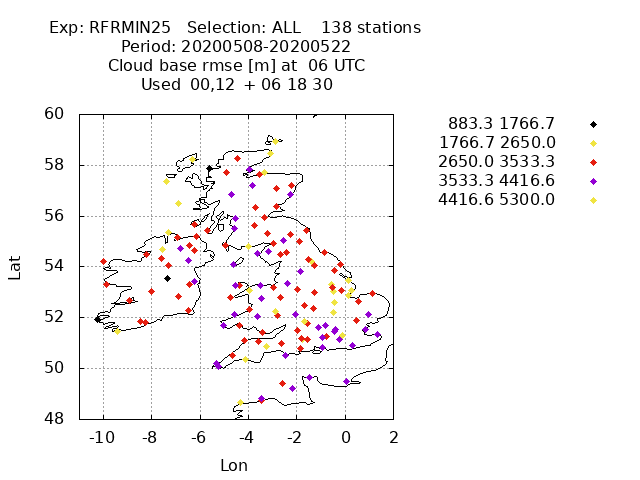 Exp: RFRMIN25 Selection: ALL 138 stations
Period: 20200508-20200522
Cloud base rmse [m] at 06 UTC
Used 00,12 + 06 18 30
883.3 1766.7
1766.7 2650.0
2650.0 3533.3
3533.3 4416.6
4416.6 5300.0
60
58
56
54
52
50
48
Lat
-10 -8 -6 -4 -2 0 2
Lon